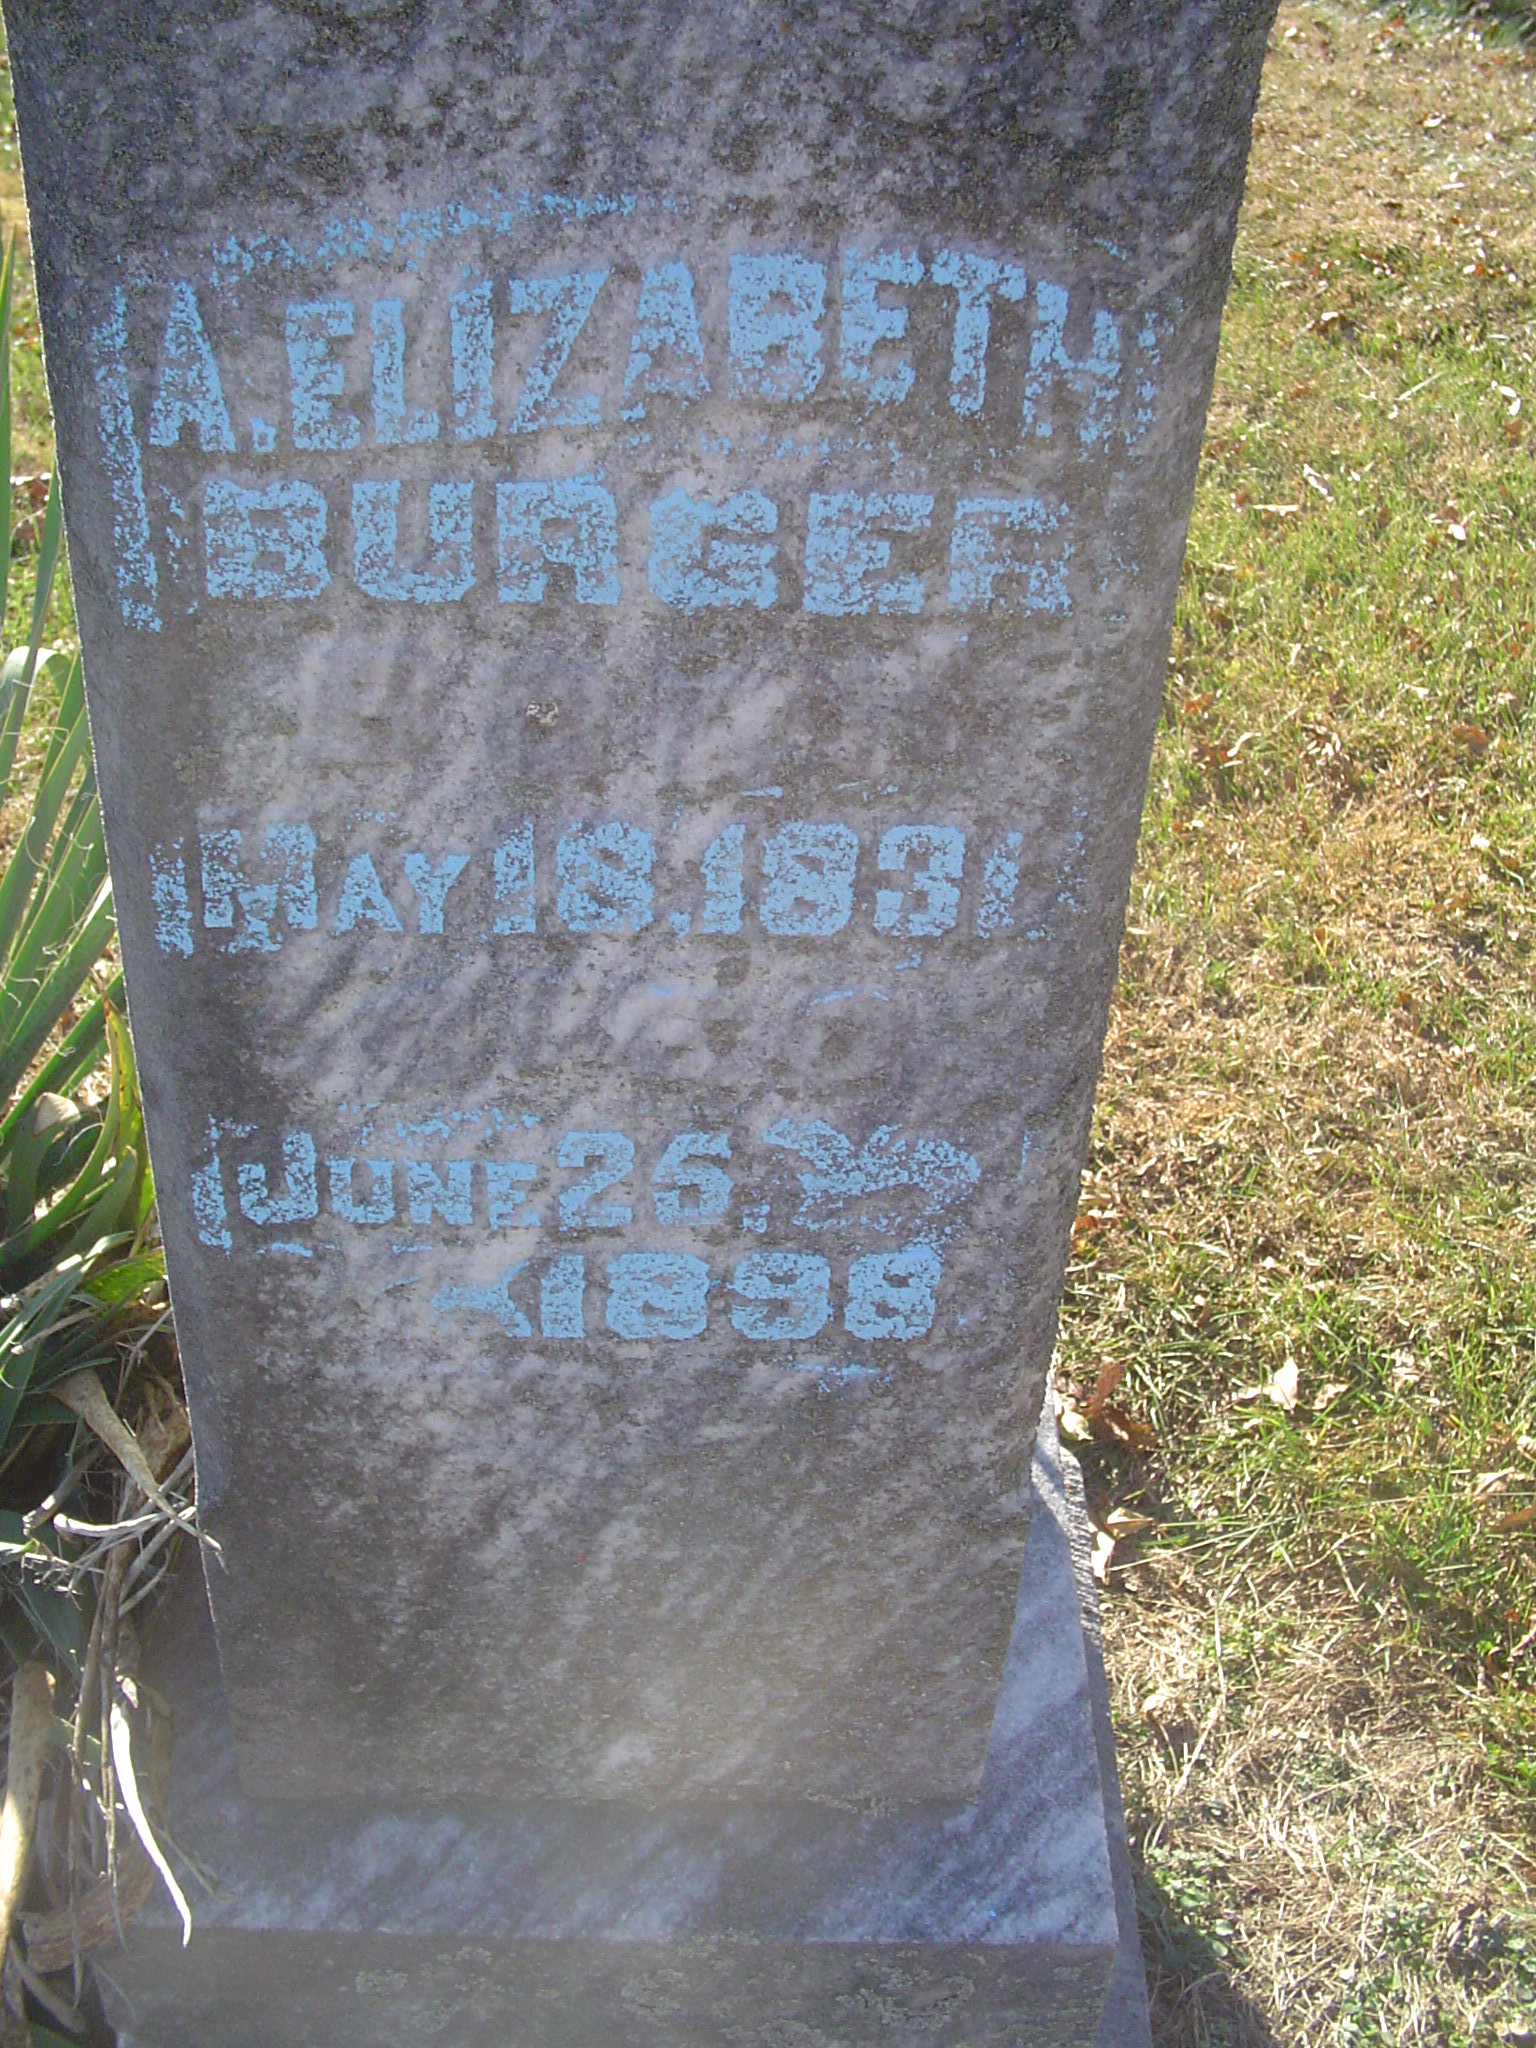 A. ELIZABETH
BURGER
MAY 18, 1831
JUNE 26,
1898